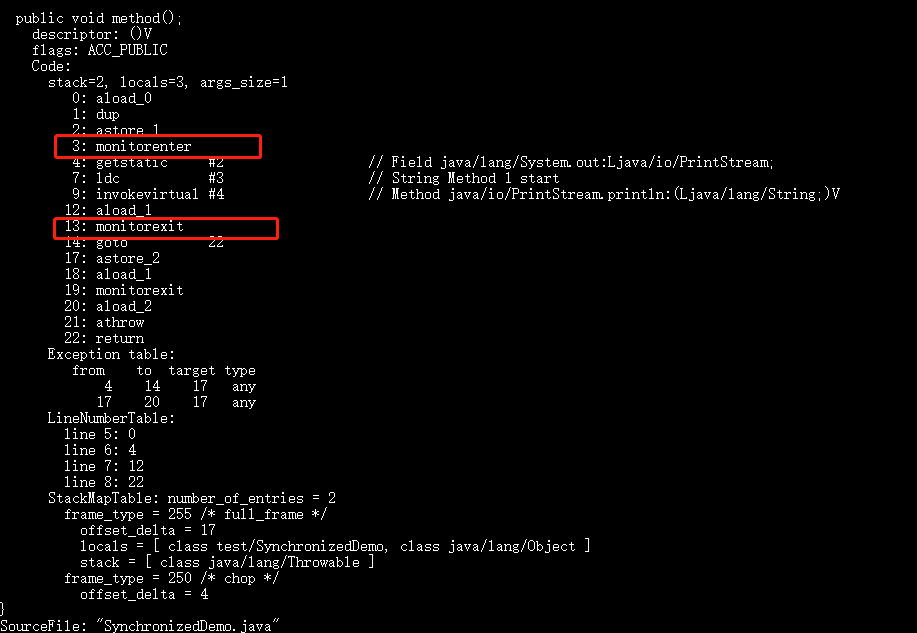 public void method();
descriptor: ()V
flags: ACC_PUBLIC
Code:
stack=2, locals=3, args_size=1
0: aload_0
1: dup
2: astore_1
3: monitorenter
4: getstatic #2 // Field java/lang/System.out:Ljava/io/PrintStream;
7: ldc #3 // String Method 1 start
9: invokevirtual #4 // Method java/io/PrintStream.println:(Ljava/lang/String;)V
12: aload_1
13: monitorexit
14: goto 22
17: astore_2
18: aload_1
19: monitorexit
20: aload_2
21: athrow
22: return
Exception table:
from to target type
4 14 17 any
17 20 17 any
LineNumberTable:
line 5: 0
line 6: 4
line 7: 12
line 8: 22
StackMapTable: number_of_entries = 2
frame_type = 255 /* full_frame */
offset_delta = 17
locals = [ class test/SynchronizedDemo, class java/lang/Object ]
stack = [ class java/lang/Throwable ]
frame_type = 250 /* chop */
offset_delta = 4
}
SourceFile: "SynchronizedDemo.java"